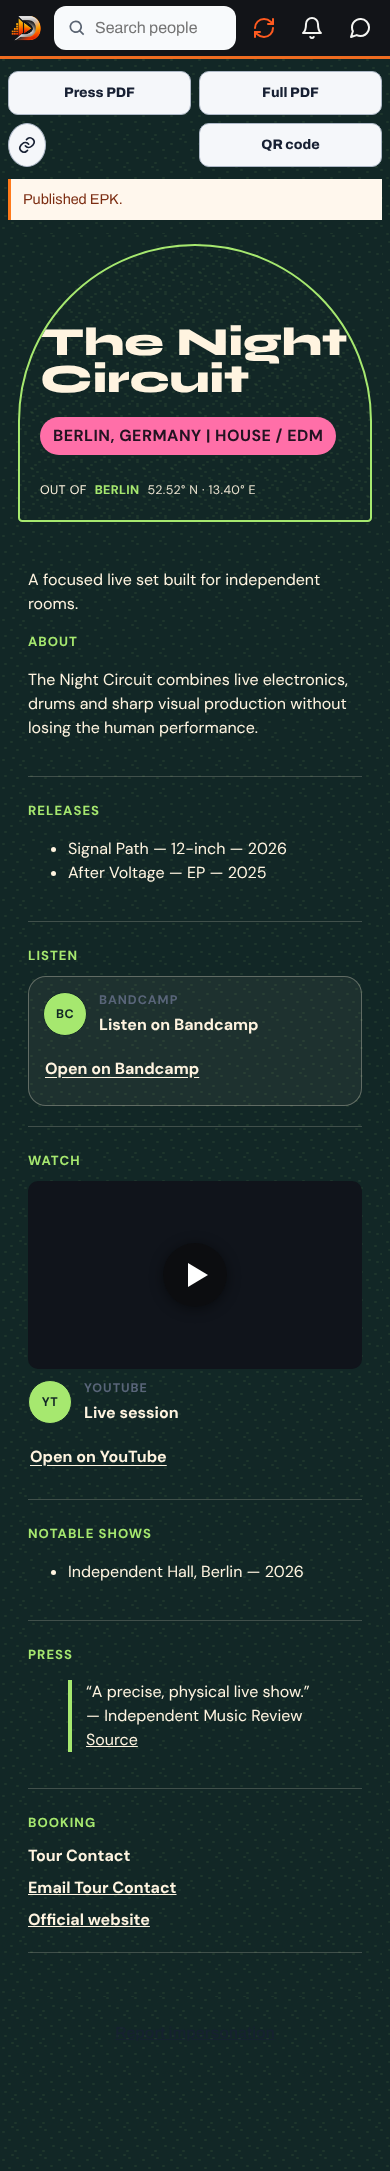 Search people
Press PDF
Full PDF
QR code
Published EPK.
The Night
Circuit
BERLIN, GERMANY | HOUSE / EDM
OUT OF BERLIN 52.52° N · 13.40° E
A focused live set built for independent
rooms.
ABOUT
The Night Circuit combines live electronics,
drums and sharp visual production without
losing the human performance.
RELEASES
• Signal Path — 12-inch — 2026
• After Voltage — EP — 2025
LISTEN
BC
BANDCAMP
Listen on Bandcamp
Open on Bandcamp
WATCH
YT
YOUTUBE
Live session
Open on YouTube
NOTABLE SHOWS
• Independent Hall, Berlin — 2026
PRESS
“A precise, physical live show.”
— Independent Music Review
Source
BOOKING
Tour Contact
Email Tour Contact
Official website